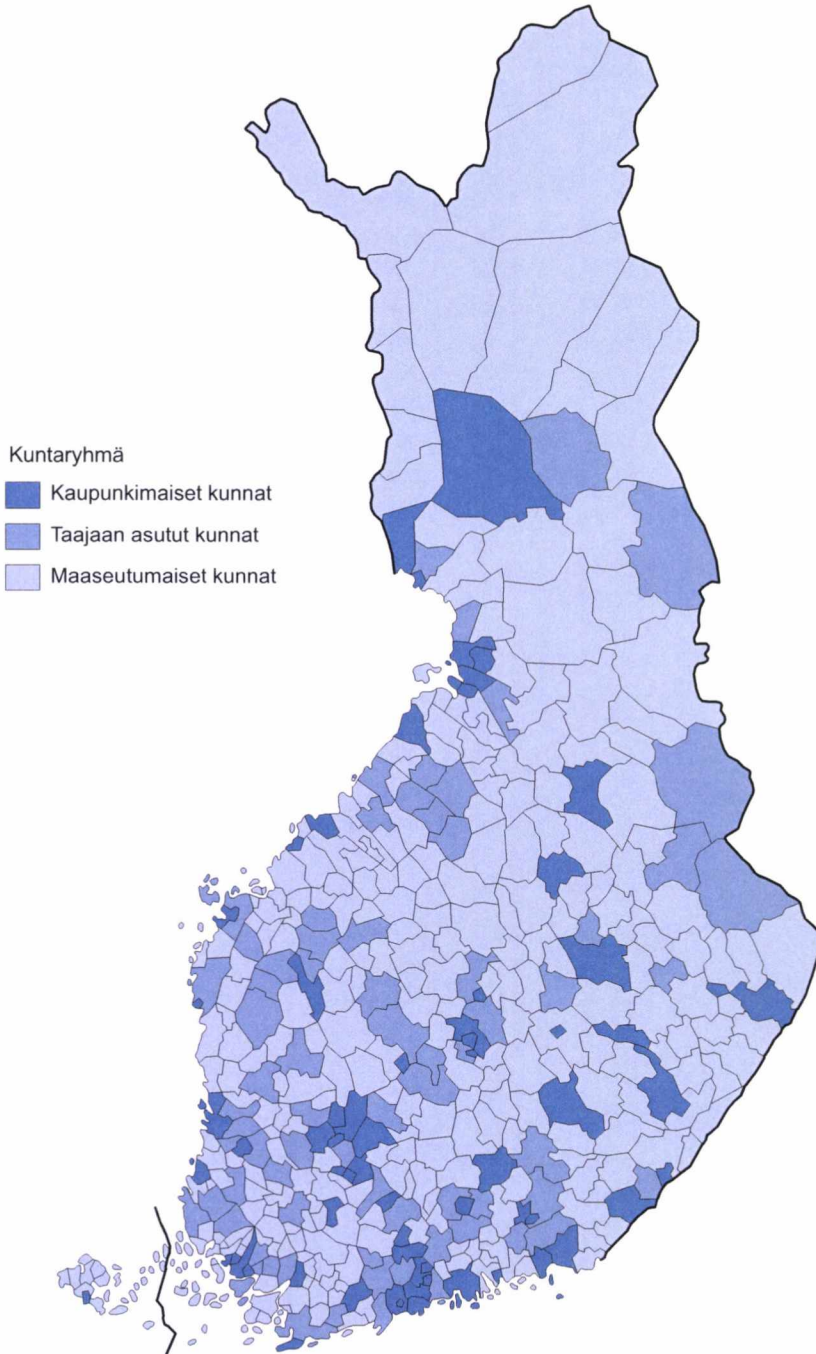 Kuntaryhmä
Kaupunkimaiset kunnat
Taajaan asutut kunnat
Maaseutumaiset kunnat